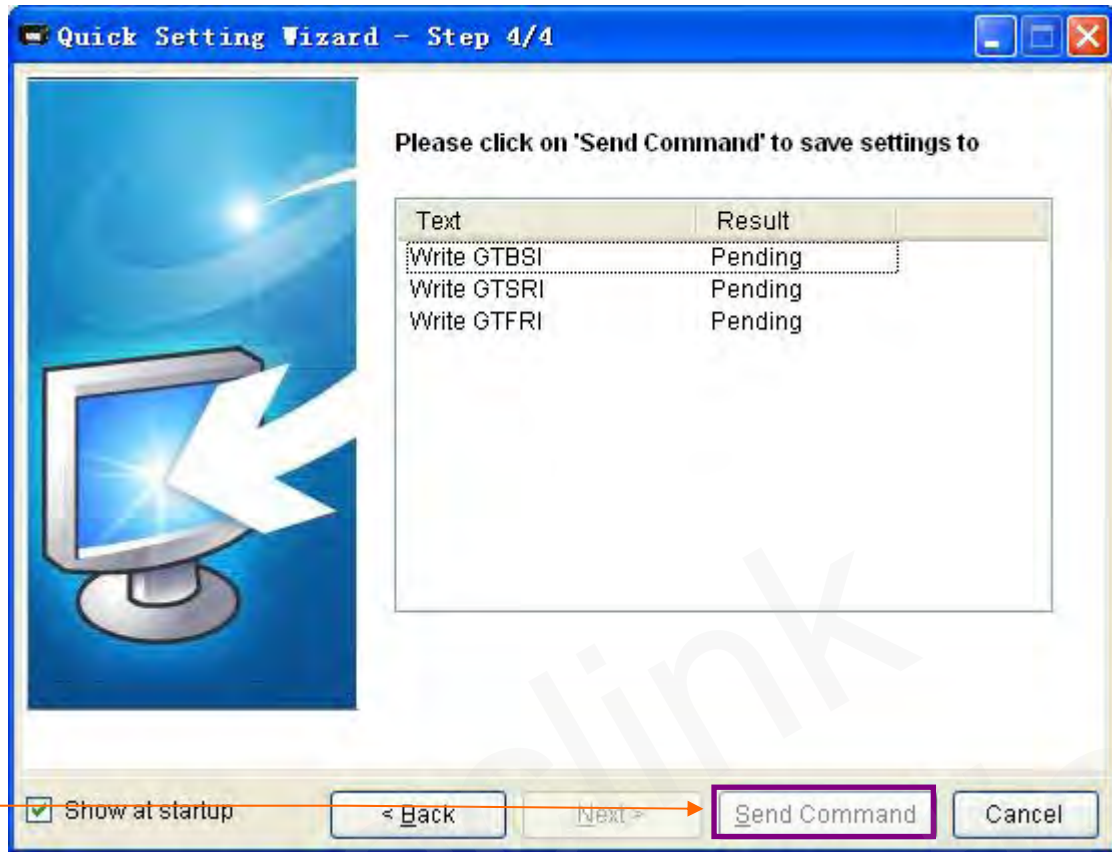 Quick Setting Wizard - Step 4/4
Please click on 'Send Command' to save settings to
Text Result
Write GTBSI Pending
Write GTSRI Pending
Write GTFRI Pending
Show at startup
< Back
Next >
Send Command
Cancel